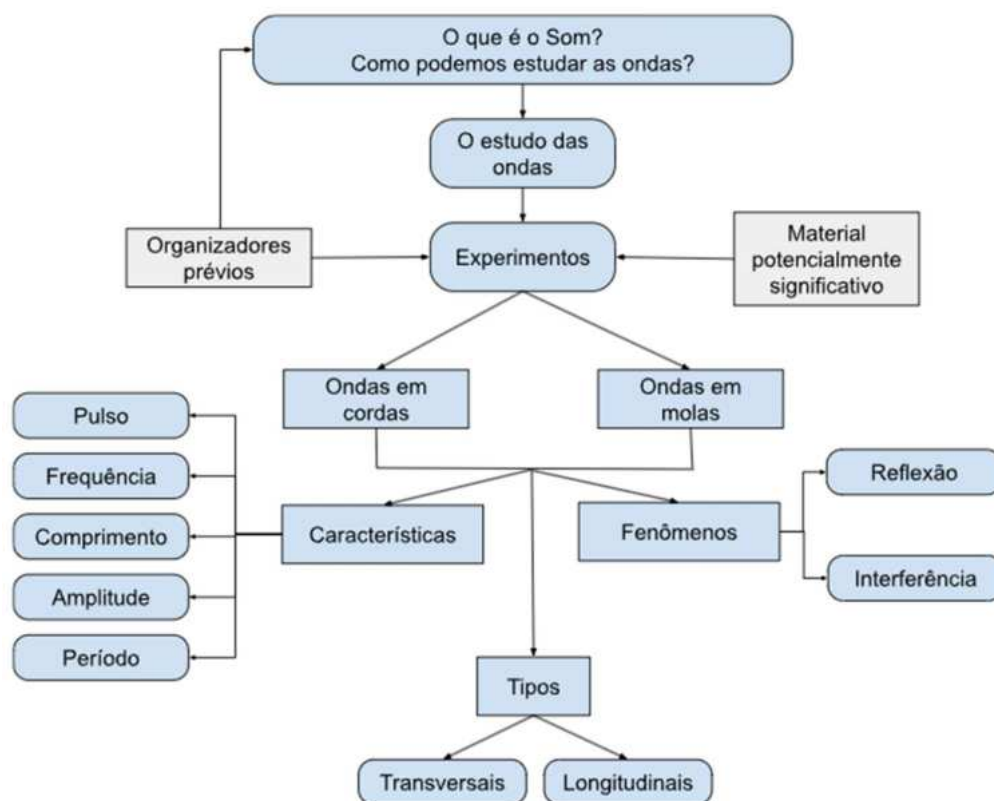 O que é o Som?
Como podemos estudar as ondas?
O estudo das
ondas
Organizadores
prévios
Experimentos
Material
potencialmente
significativo
Ondas em
cordas
Ondas em
molas
Pulso
Frequência
Comprimento
Amplitude
Período
Características
Fenômenos
Reflexão
Interferência
Tipos
Transversais
Longitudinais